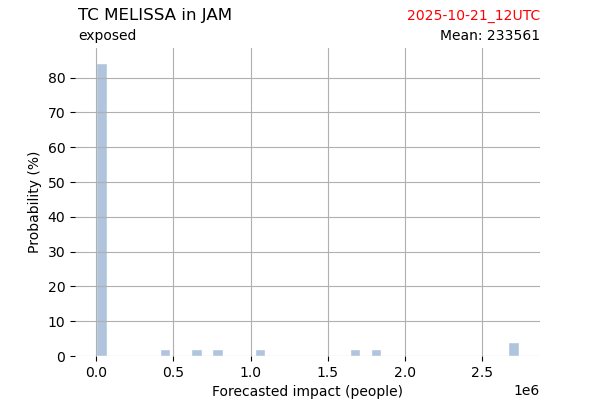 TC MELISSA in JAM
2025-10-21_12UTC
exposed
Mean: 233561
Probability (%)
80
70
60
50
40
30
20
10
0
0.0 0.5 1.0 1.5 2.0 2.5
1e6
Forecasted impact (people)